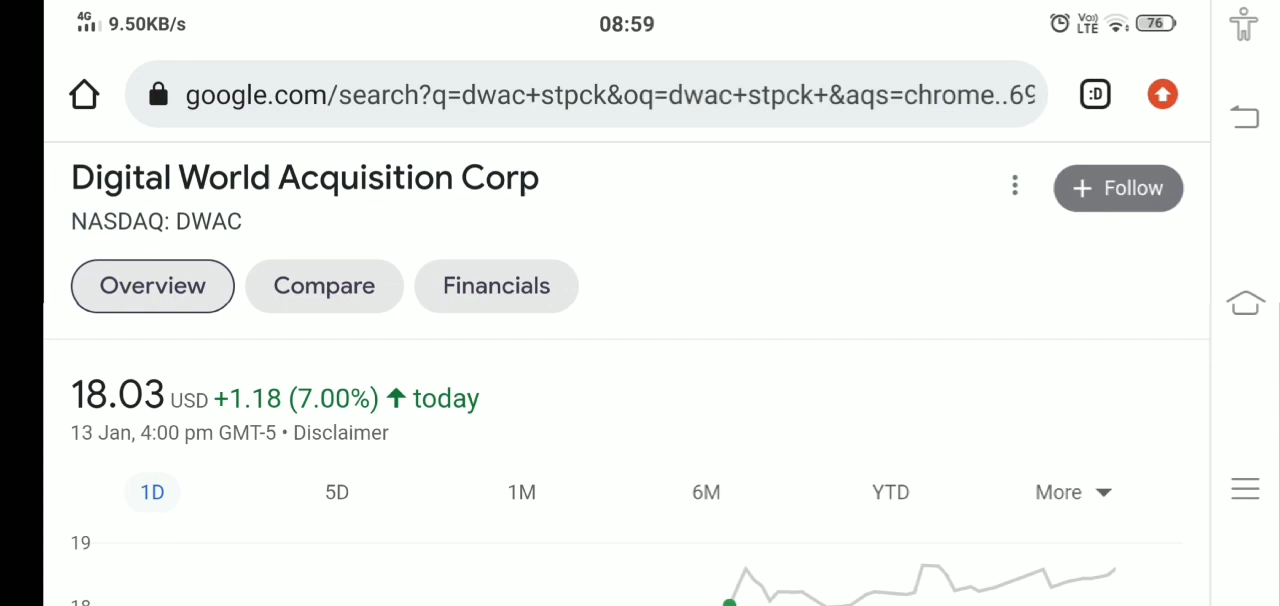 4G 9.50KB/s 08:59 Vo)) LTE 76
google.com/search?q=dwac+stpck&oq=dwac+stpck+&aqs=chrome..69 :D
Digital World Acquisition Corp
+ Follow
NASDAQ: DWAC
Overview Compare Financials
18.03 USD +1.18 (7.00%) ↑ today
13 Jan, 4:00 pm GMT-5 • Disclaimer
1D 5D 1M 6M YTD More
19
18